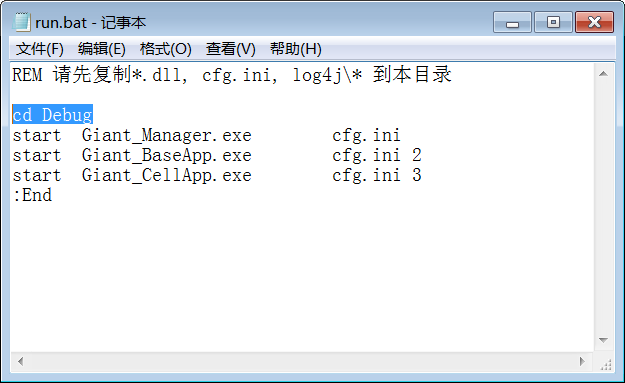 run.bat - 记事本
文件(F) 编辑(E) 格式(O) 查看(V) 帮助(H)
REM 请先复制*.dll, cfg.ini, log4j\* 到本目录
cd Debug
start  Giant_Manager.exe        cfg.ini
start  Giant_BaseApp.exe        cfg.ini 2
start  Giant_CellApp.exe        cfg.ini 3
:End